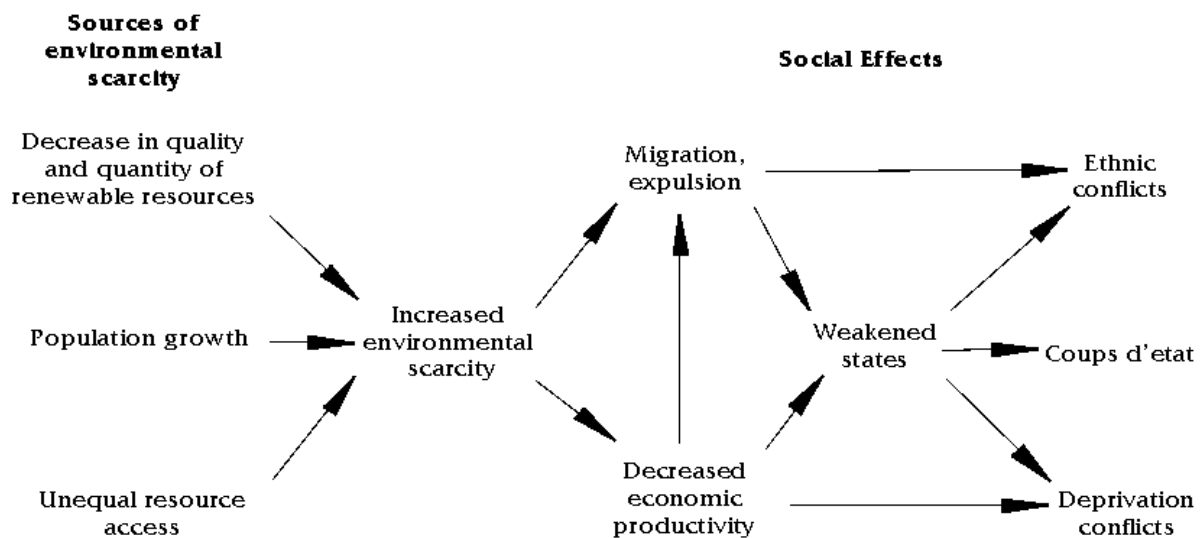 Sources of
environmental
scarcity
Social Effects
Decrease in quality
and quantity of
renewable resources
Population growth
Unequal resource
access
Increased
environmental
scarcity
Migration,
expulsion
Decreased
economic
productivity
Weakened
states
Ethnic
conflicts
Coups d'etat
Deprivation
conflicts